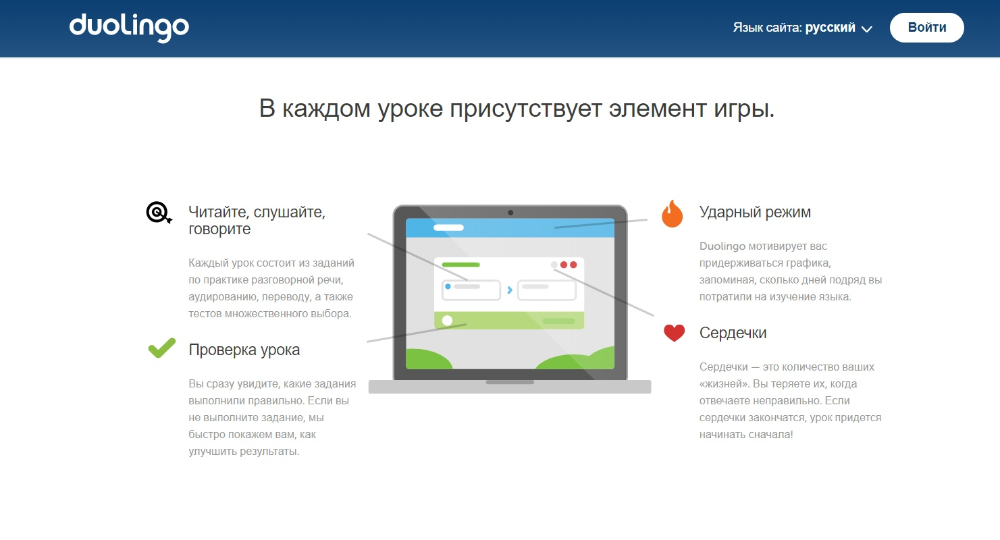 duolingo
Язык сайта: русский
Войти
В каждом уроке присутствует элемент игры.
Читайте, слушайте,
говорите
Каждый урок состоит из заданий
по практике разговорной речи,
аудированию, переводу, а также
тестов множественного выбора.
Проверка урока
Вы сразу увидите, какие задания
выполнили правильно. Если вы
не выполните задание, мы
быстро покажем вам, как
улучшить результаты.
Ударный режим
Duolingo мотивирует вас
придерживаться графика,
запоминая, сколько дней подряд вы
потратили на изучение языка.
Сердечки
Сердечки — это количество ваших
«жизней». Вы теряете их, когда
отвечаете неправильно. Если
сердечки закончатся, урок придется
начинать сначала!